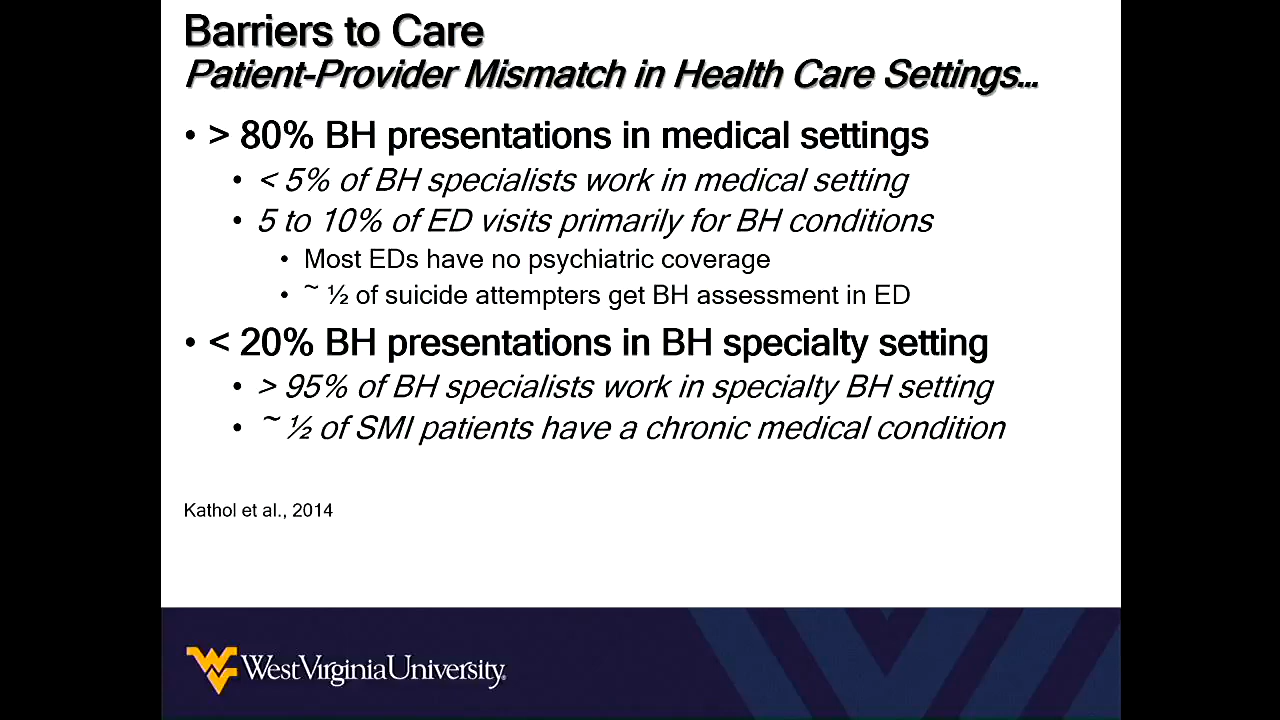 Barriers to Care
Patient-Provider Mismatch in Health Care Settings...
• > 80% BH presentations in medical settings
• < 5% of BH specialists work in medical setting
• 5 to 10% of ED visits primarily for BH conditions
• Most EDs have no psychiatric coverage
• ~ ½ of suicide attempters get BH assessment in ED
• < 20% BH presentations in BH specialty setting
• > 95% of BH specialists work in specialty BH setting
• ~ ½ of SMI patients have a chronic medical condition
Kathol et al., 2014
WestVirginiaUniversity.